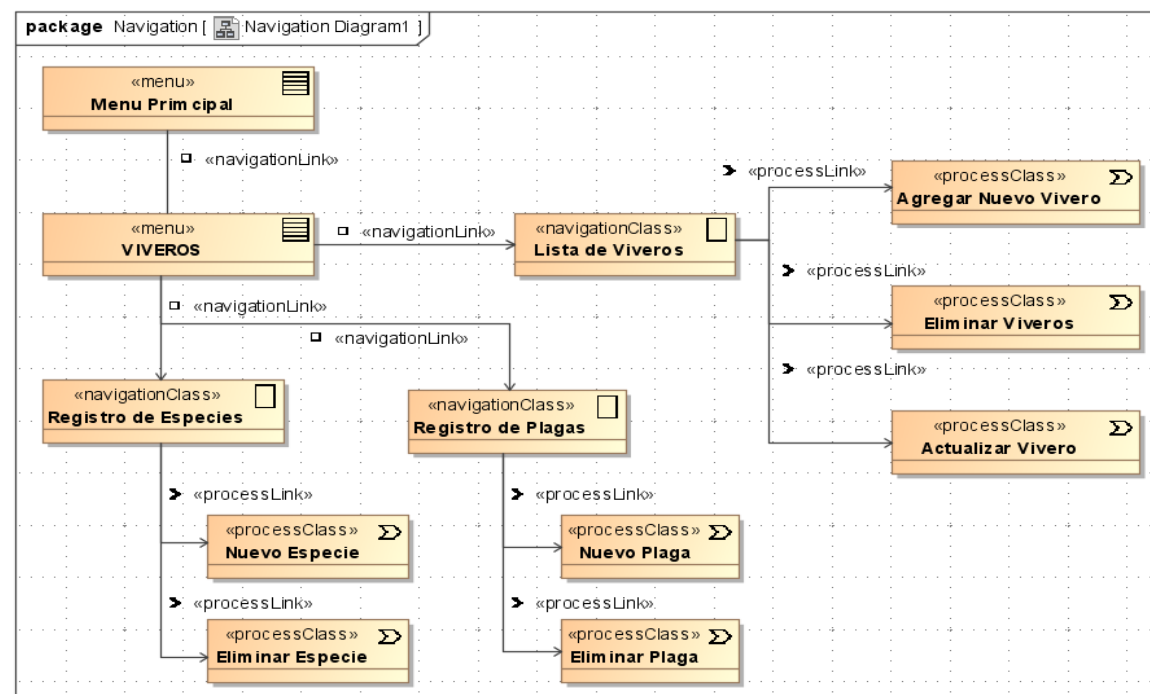 package Navigation [ Navigation Diagram1 ]
«menu»
Menu Primcipal
«navigationLink»
«menu»
VIVEROS
«navigationLink»
«navigationClass»
Lista de Viveros
«processLink»
«processClass»
Agregar Nuevo Vivero
«processLink»
«processClass»
Eliminar Viveros
«processLink»
«processClass»
Actualizar Vivero
«navigationLink»
«navigationLink»
«navigationClass»
Registro de Especies
«navigationClass»
Registro de Plagas
«processLink»
«processClass»
Nuevo Especie
«processLink»
«processClass»
Eliminar Especie
«processLink»
«processClass»
Nuevo Plaga
«processLink»
«processClass»
Eliminar Plaga